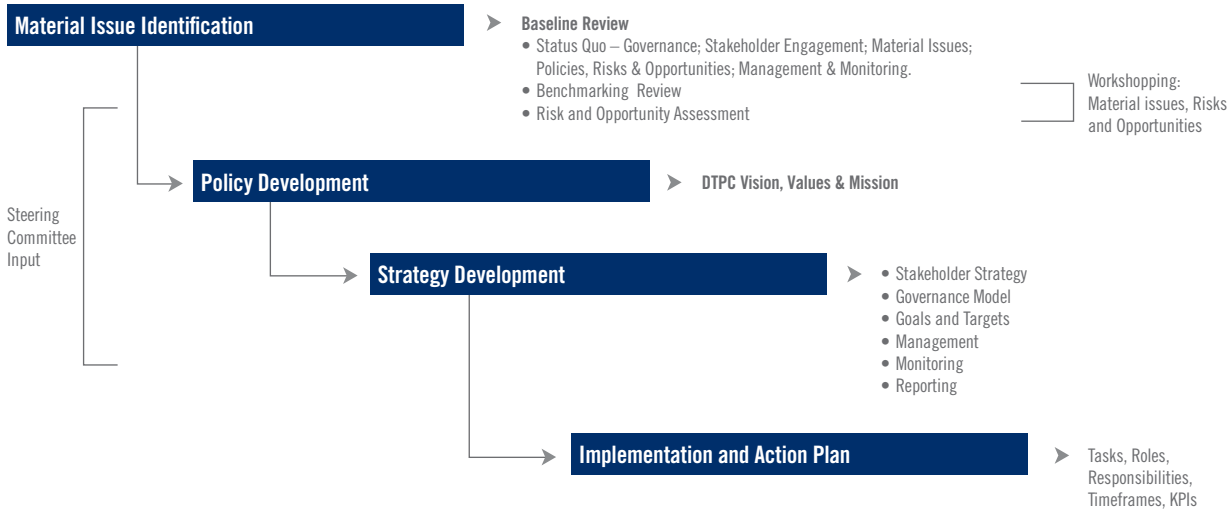 Material Issue Identification
Baseline Review
• Status Quo – Governance; Stakeholder Engagement; Material Issues;
Policies, Risks & Opportunities; Management & Monitoring.
• Benchmarking Review
• Risk and Opportunity Assessment
Workshopping:
Material issues, Risks
and Opportunities
Policy Development
DTPC Vision, Values & Mission
Steering
Committee
Input
Strategy Development
• Stakeholder Strategy
• Governance Model
• Goals and Targets
• Management
• Monitoring
• Reporting
Implementation and Action Plan
Tasks, Roles,
Responsibilities,
Timeframes, KPIs